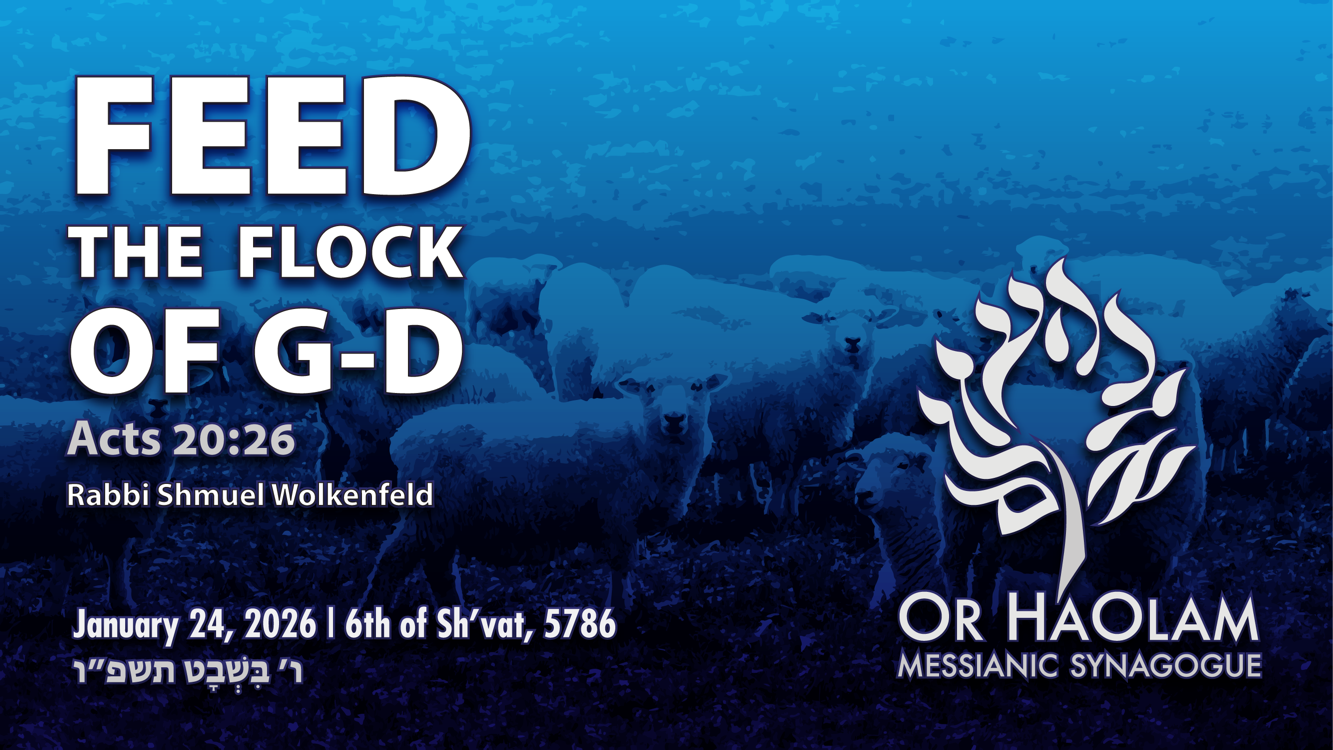 FEED
THE FLOCK
OF G-D
Acts 20:26
Rabbi Shmuel Wolkenfeld
January 24, 2026 | 6th of Sh’vat, 5786
ו׳ בִּשְׁבָט תשפ״ו
OR HAOLAM
MESSIANIC SYNAGOGUE